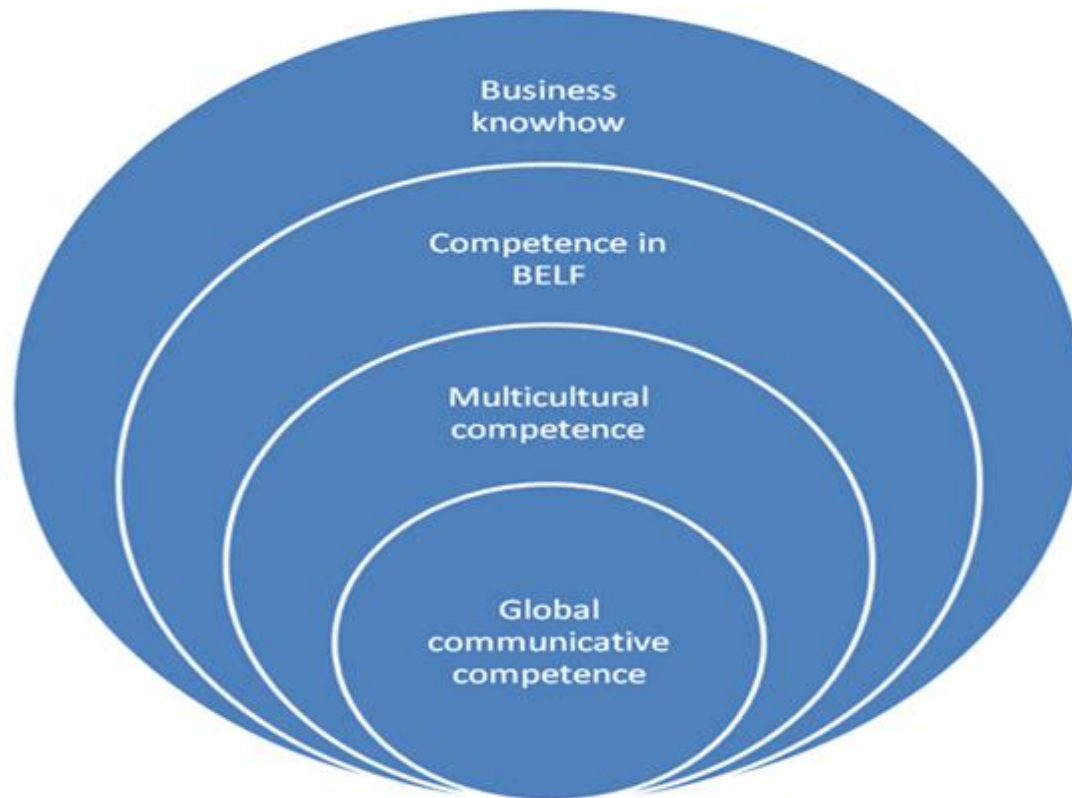 Business
knowhow
Competence in
BELF
Multicultural
competence
Global
communicative
competence